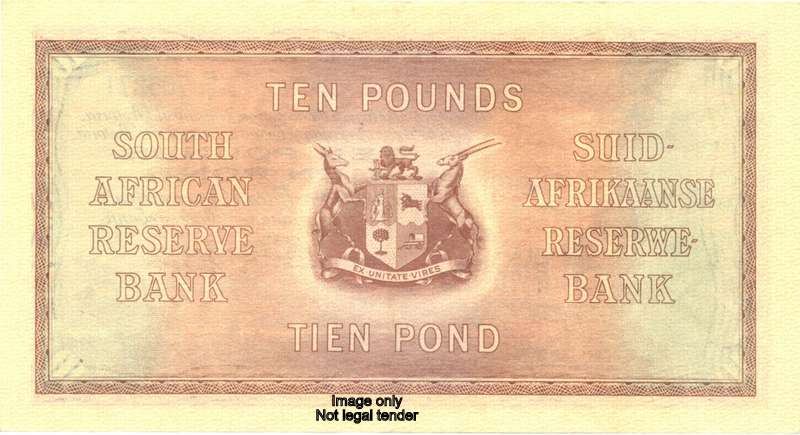 TEN POUNDS
SOUTH
AFRICAN
RESERVE
BANK
EX UNITATE VIRES
SUID-
AFRIKAANSE
RESERWE-
BANK
TIEN POND
Image only
Not legal tender